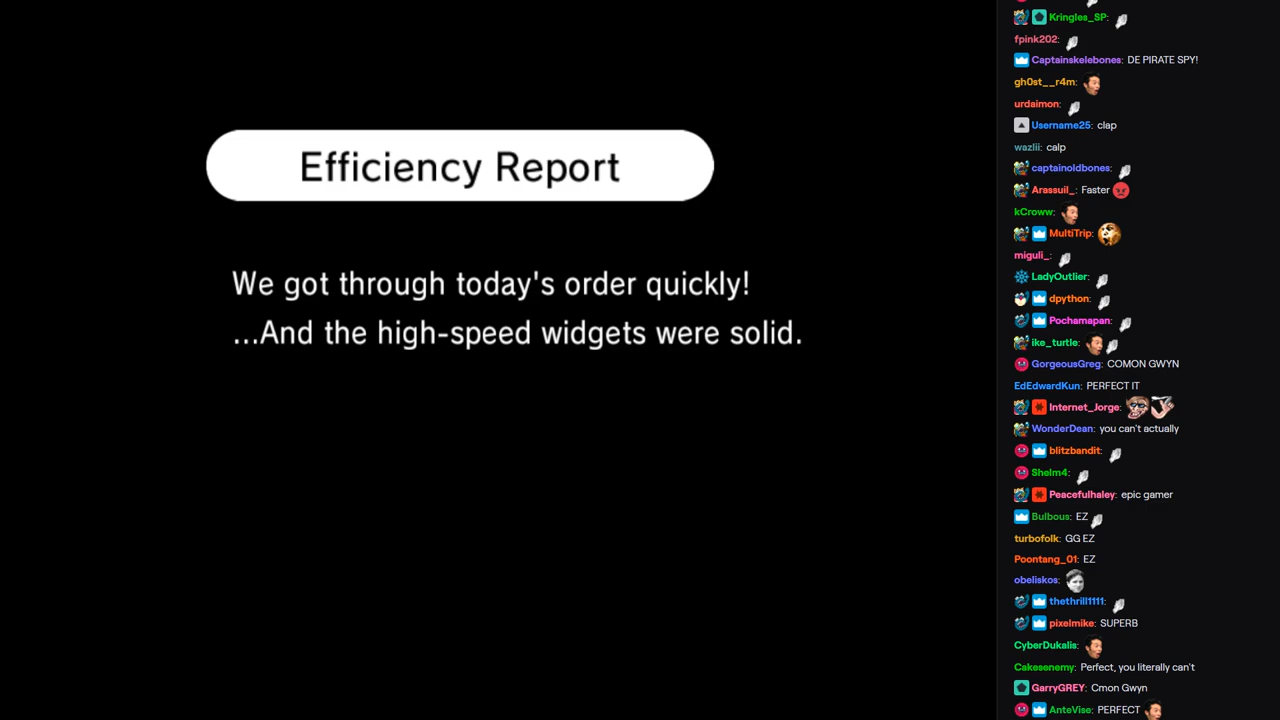 Efficiency Report
We got through today's order quickly!
...And the high-speed widgets were solid.
Kringles_SP:
fpink202:
Captainskelebones: DE PIRATE SPY!
gh0st__r4m:
urdaimon:
Username25: clap
wazlii: calp
captainoldbones:
Arassuil_: Faster
kCroww:
MultiTrip:
miguli_:
LadyOutlier:
dpython:
Pochamapan:
ike_turtle:
GorgeousGreg: COMON GWYN
EdEdwardKun: PERFECT IT
Internet_Jorge:
WonderDean: you can't actually
blitzbandit:
Shelm4:
Peacefulhaley: epic gamer
Bulbous: EZ
turbofolk: GG EZ
Poontang_01: EZ
obeliskos:
thethrill1111:
pixelmike: SUPERB
CyberDukalis:
Cakesenemy: Perfect, you literally can't
GarryGREY: Cmon Gwyn
AnteVise: PERFECT